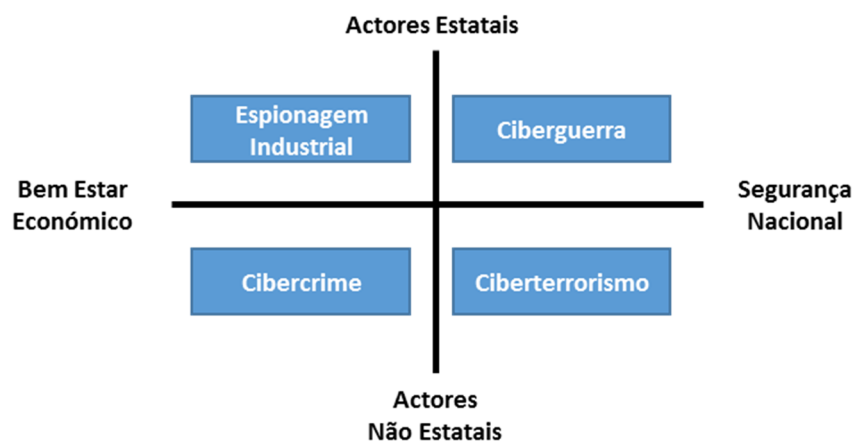 Actores Estatais
Espionagem
Industrial
Ciberguerra
Bem Estar
Económico
Segurança
Nacional
Cibercrime
Ciberterrorismo
Actores
Não Estatais